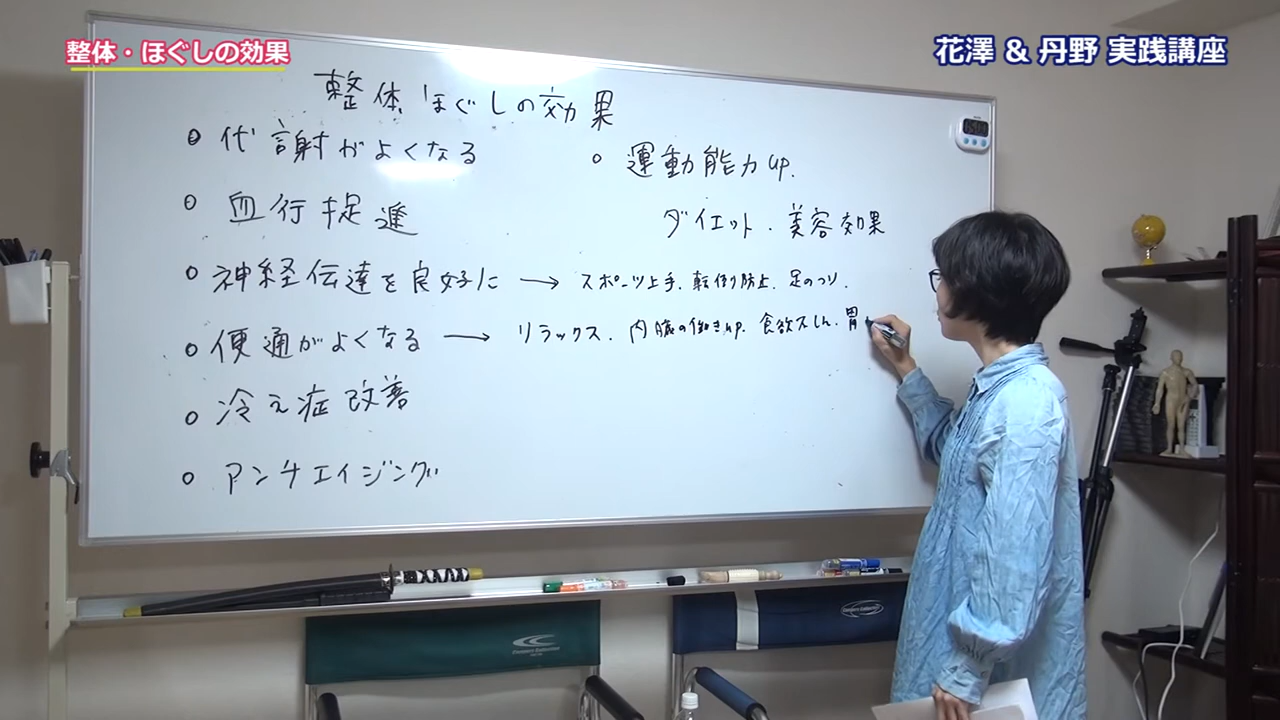 整体・ほぐしの効果
花澤 & 丹野 実践講座
整体、ほぐしの効果
代謝がよくなる
血行捉進
神経伝達を良好に → スポーツ上手、転倒防止、足のつり、
便通がよくなる → リラックス、内臓の働きup、食欲ふしん、胃
冷え症改善
アンチエイジング
運動能力up、
ダイエット、美容効果